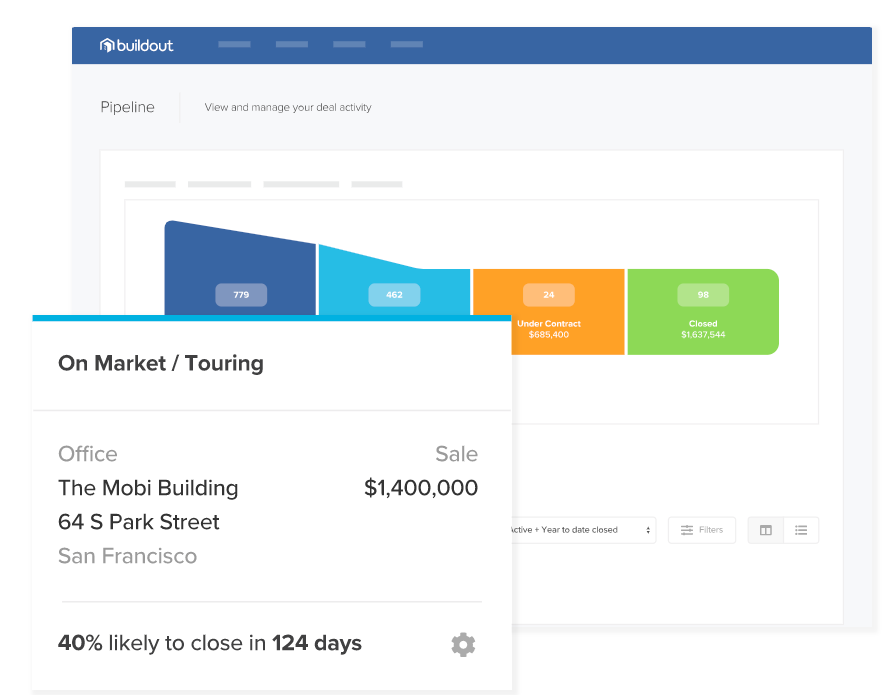 buildout
Pipeline
View and manage your deal activity
779
462
24
98
Under Contract
$685,400
Closed
$1,637,544
On Market / Touring
Office
Sale
The Mobi Building
$1,400,000
64 S Park Street
San Francisco
Active + Year to date closed
Filters
40% likely to close in 124 days